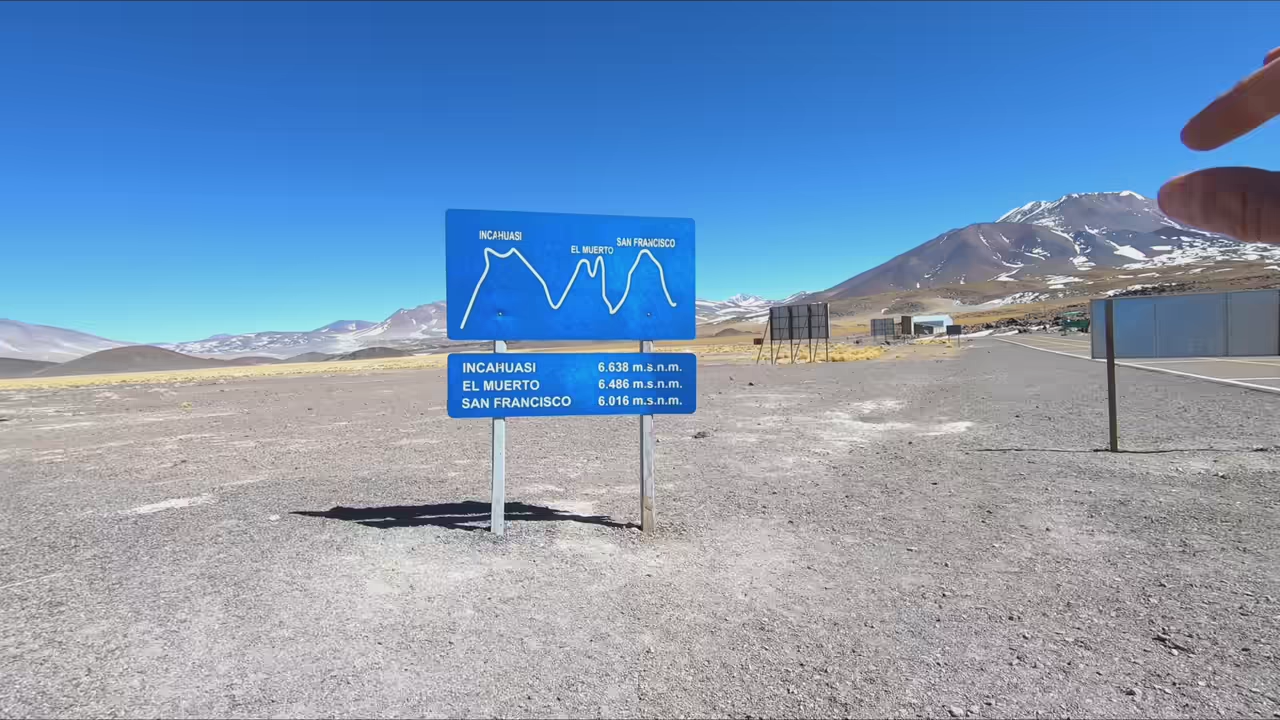 INCAHUASI
EL MUERTO
SAN FRANCISCO
INCAHUASI 6.638 m.s.n.m.
EL MUERTO 6.486 m.s.n.m.
SAN FRANCISCO 6.016 m.s.n.m.